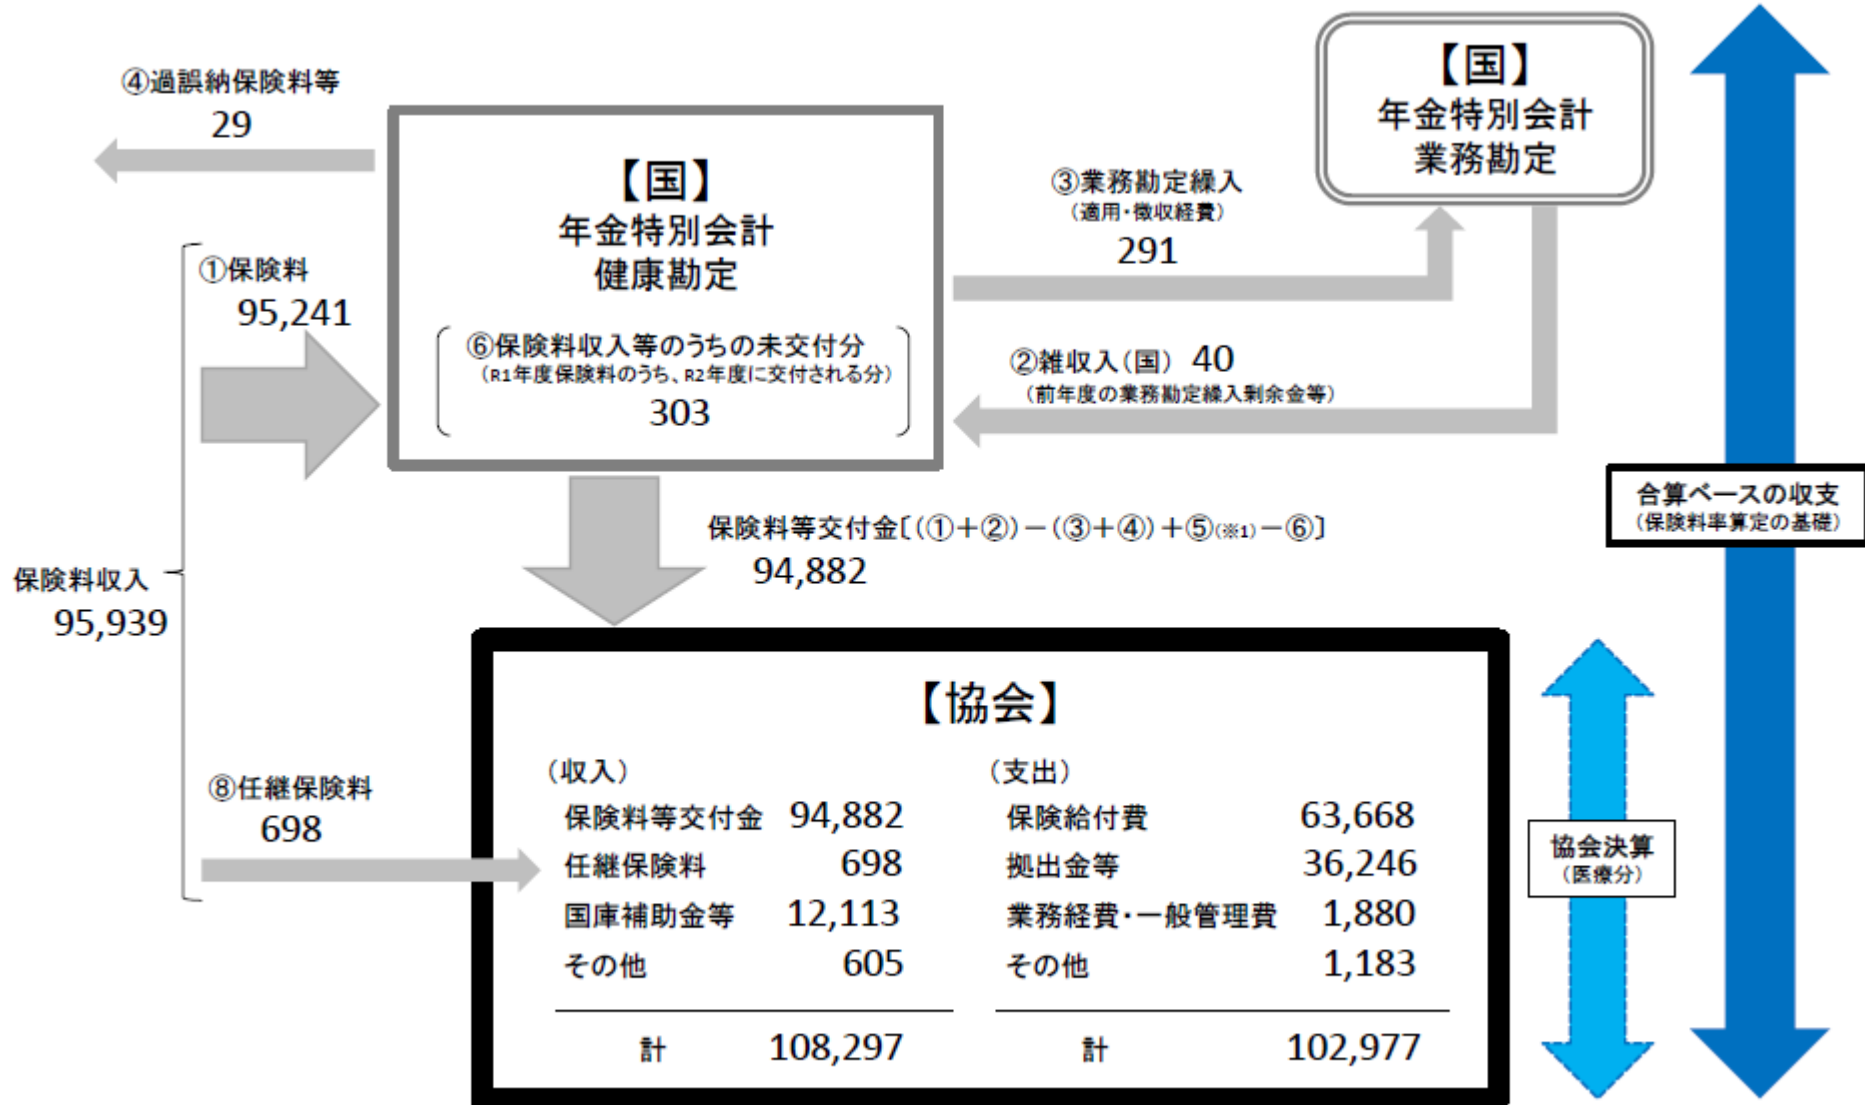 ④過誤納保険料等
29
【国】
年金特別会計
業務勘定
【国】
年金特別会計
健康勘定
③業務勘定繰入
（適用・徴収経費）
291
①保険料
95,241
⑥保険料収入等のうちの未交付分
（R1年度保険料のうち、R2年度に交付される分）
303
②雑収入（国） 40
（前年度の業務勘定繰入剰余金等）
合算ベースの収支
（保険料率算定の基礎）
保険料等交付金〔（①＋②）－（③＋④）＋⑤（※1）－⑥〕
94,882
保険料収入
95,939
【協会】
（収入）
（支出）
⑧任継保険料
698
保険料等交付金 94,882
保険給付費 63,668
任継保険料 698
拠出金等 36,246
国庫補助金等 12,113
業務経費・一般管理費 1,880
その他 605
その他 1,183
計 108,297
計 102,977
協会決算
（医療分）